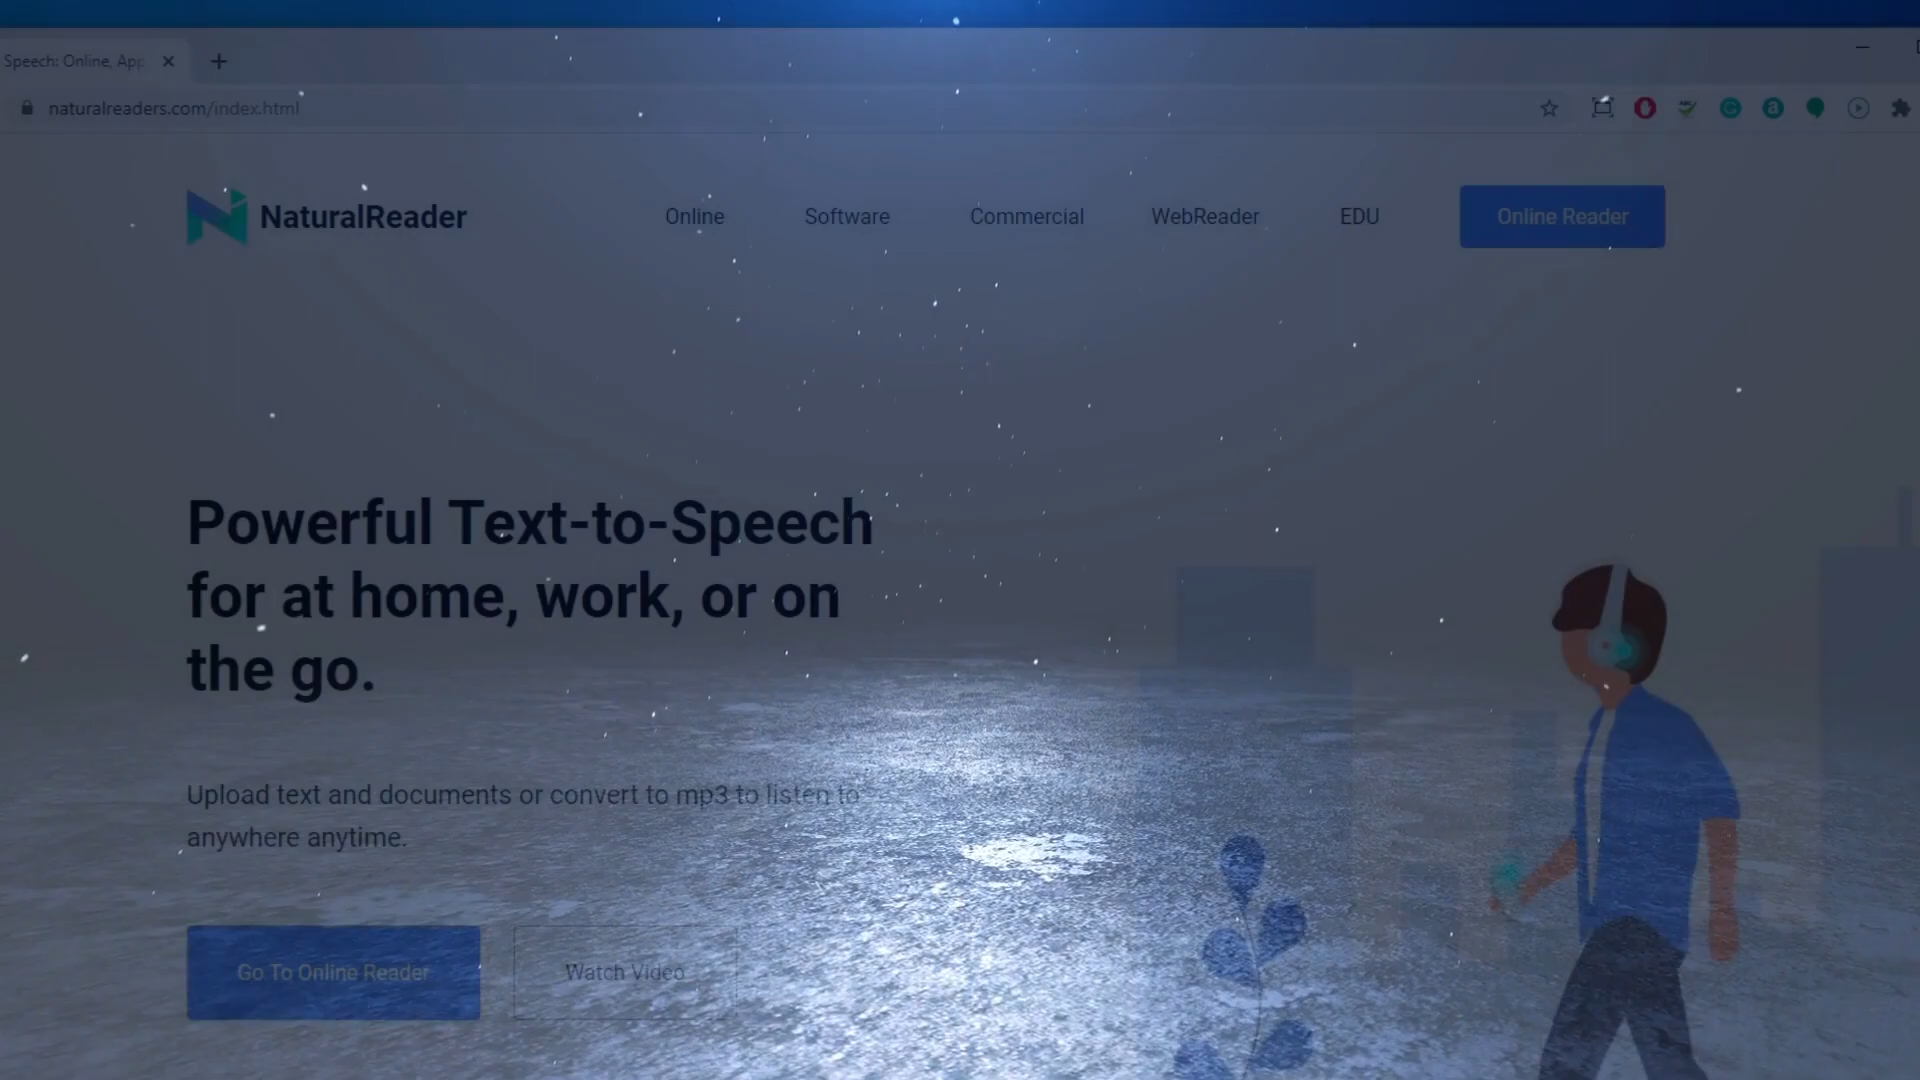 Speech: Online, App
naturalreaders.com/index.html
NaturalReader
Online
Software
Commercial
WebReader
EDU
Online Reader
Powerful Text-to-Speech
for at home, work, or on
the go.
Upload text and documents or convert to mp3 to listen to
anywhere anytime.
Go To Online Reader
Watch Video